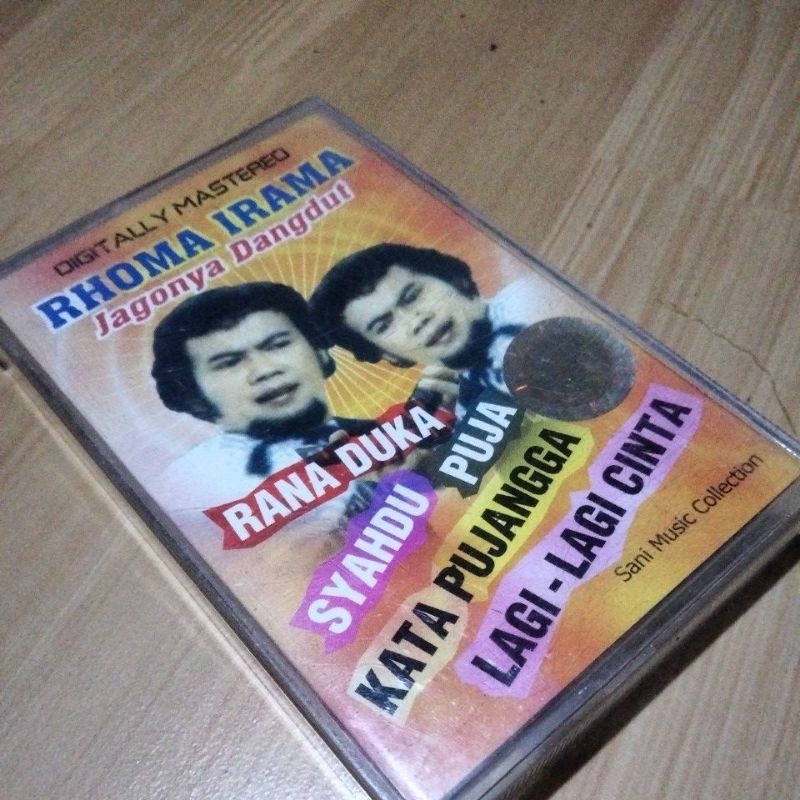 DIGITALLY MASTERED
RHOMA IRAMA
Jagonya Dangdut
RANA DUKA
SYAHDU PUJA
KATA PUJANGGA
LAGI - LAGI CINTA
Sani Music Collection